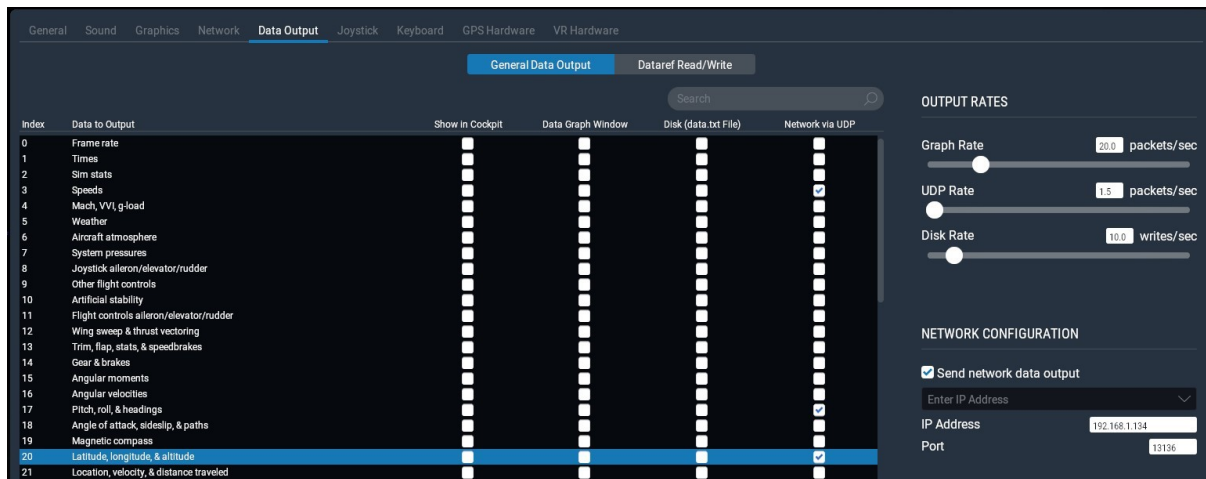 General Sound Graphics Network Data Output Joystick Keyboard GPS Hardware VR Hardware
General Data Output Dataref Read/Write
Search
Index Data to Output Show in Cockpit Data Graph Window Disk (data.txt File) Network via UDP
0 Frame rate
1 Times
2 Sim stats
3 Speeds
4 Mach, VVI, g-load
5 Weather
6 Aircraft atmosphere
7 System pressures
8 Joystick aileron/elevator/rudder
9 Other flight controls
10 Artificial stability
11 Flight controls aileron/elevator/rudder
12 Wing sweep & thrust vectoring
13 Trim, flap, stats, & speedbrakes
14 Gear & brakes
15 Angular moments
16 Angular velocities
17 Pitch, roll, & headings
18 Angle of attack, sideslip, & paths
19 Magnetic compass
20 Latitude, longitude, & altitude
21 Location, velocity, & distance traveled
OUTPUT RATES
Graph Rate 20.0 packets/sec
UDP Rate 1.5 packets/sec
Disk Rate 10.0 writes/sec
NETWORK CONFIGURATION
Send network data output
Enter IP Address
IP Address 192.168.1.134
Port 13136